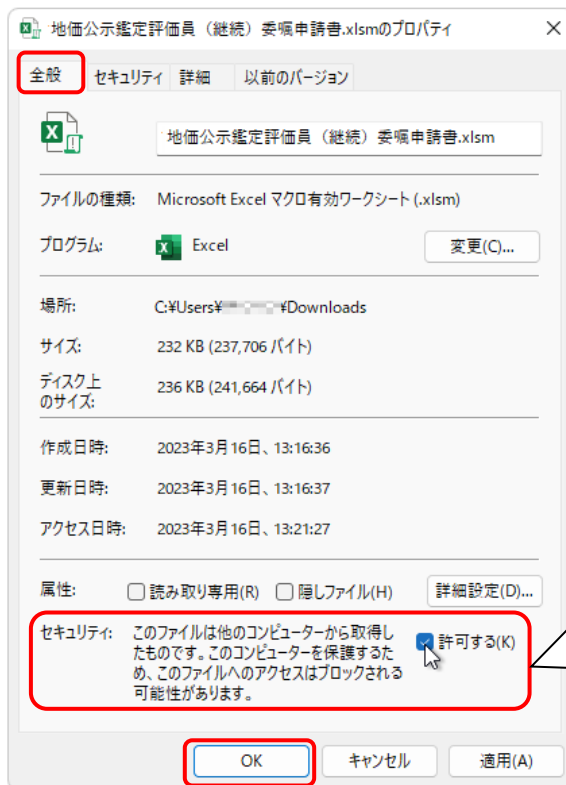 地価公示鑑定評価員（継続）委嘱申請書.xlsmのプロパティ
全般 セキュリティ 詳細 以前のバージョン
地価公示鑑定評価員（継続）委嘱申請書.xlsm
ファイルの種類: Microsoft Excel マクロ有効ワークシート (.xlsm)
プログラム: Excel 変更(C)...
場所: C:¥Users¥ ¥Downloads
サイズ: 232 KB (237,706 バイト)
ディスク上
のサイズ: 236 KB (241,664 バイト)
作成日時: 2023年3月16日、13:16:36
更新日時: 2023年3月16日、13:16:37
アクセス日時: 2023年3月16日、13:21:27
属性: 読み取り専用(R) 隠しファイル(H) 詳細設定(D)...
セキュリティ: このファイルは他のコンピューターから取得し 許可する(K)
たものです。このコンピューターを保護するた
め、このファイルへのアクセスはブロックされる
可能性があります。
OK キャンセル 適用(A)